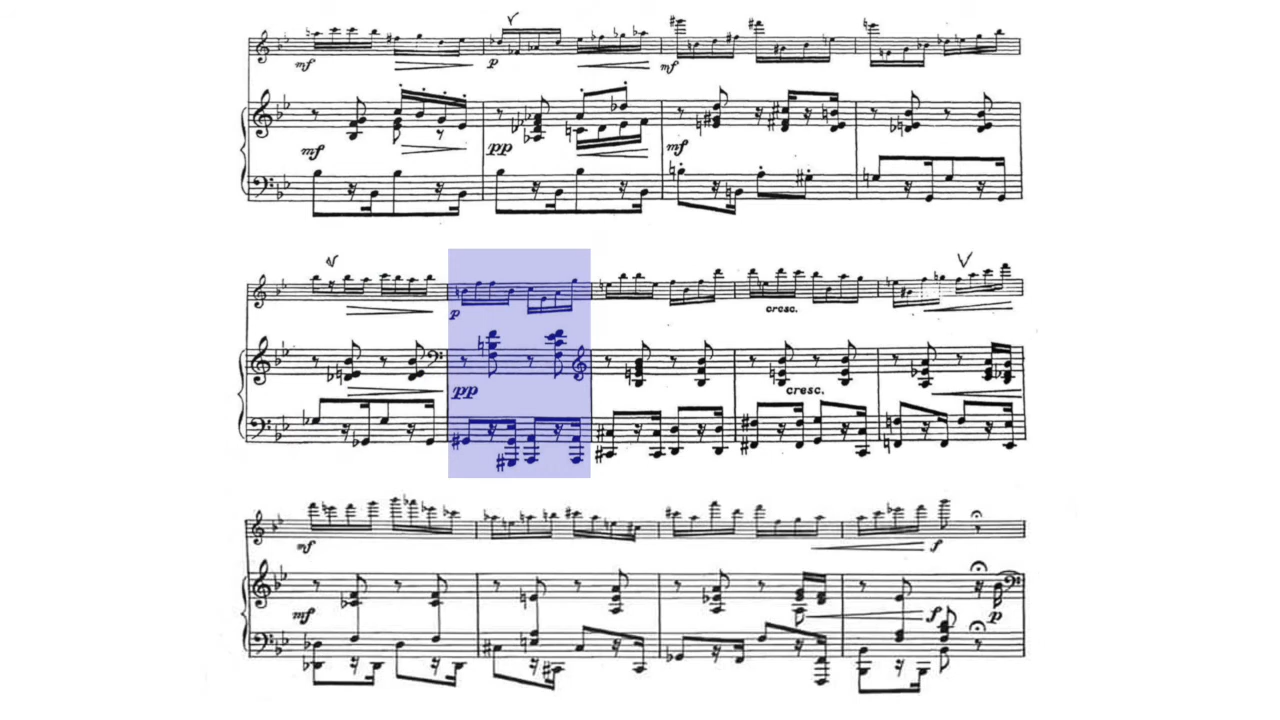 mf p mf
mf pp mf
p cresc.
pp cresc.
mf f
mf f p